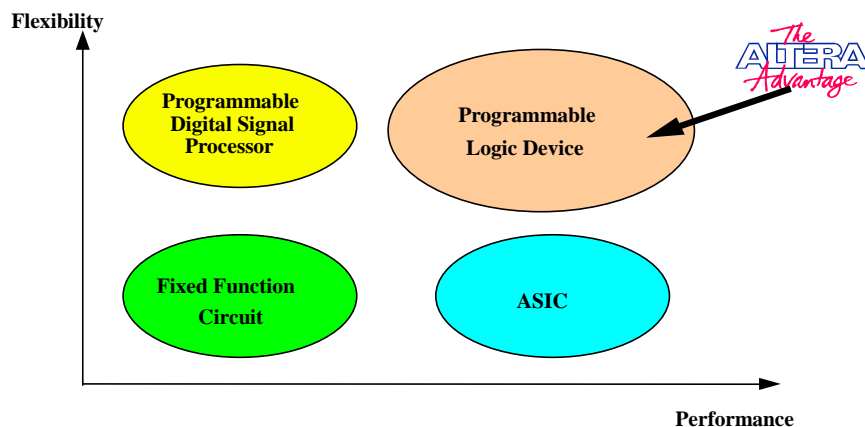 Flexibility
The
ALTERA
Advantage
Programmable
Digital Signal
Processor
Programmable
Logic Device
Fixed Function
Circuit
ASIC
Performance